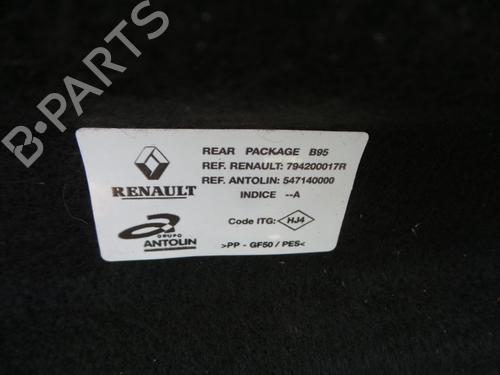 REAR PACKAGE B95
REF. RENAULT: 794200017R
REF. ANTOLIN: 547140000
INDICE --A
RENAULT
Code ITG: HJ4
GRUPO
ANTOLIN
>PP - GF50 / PES<
B-PARTS